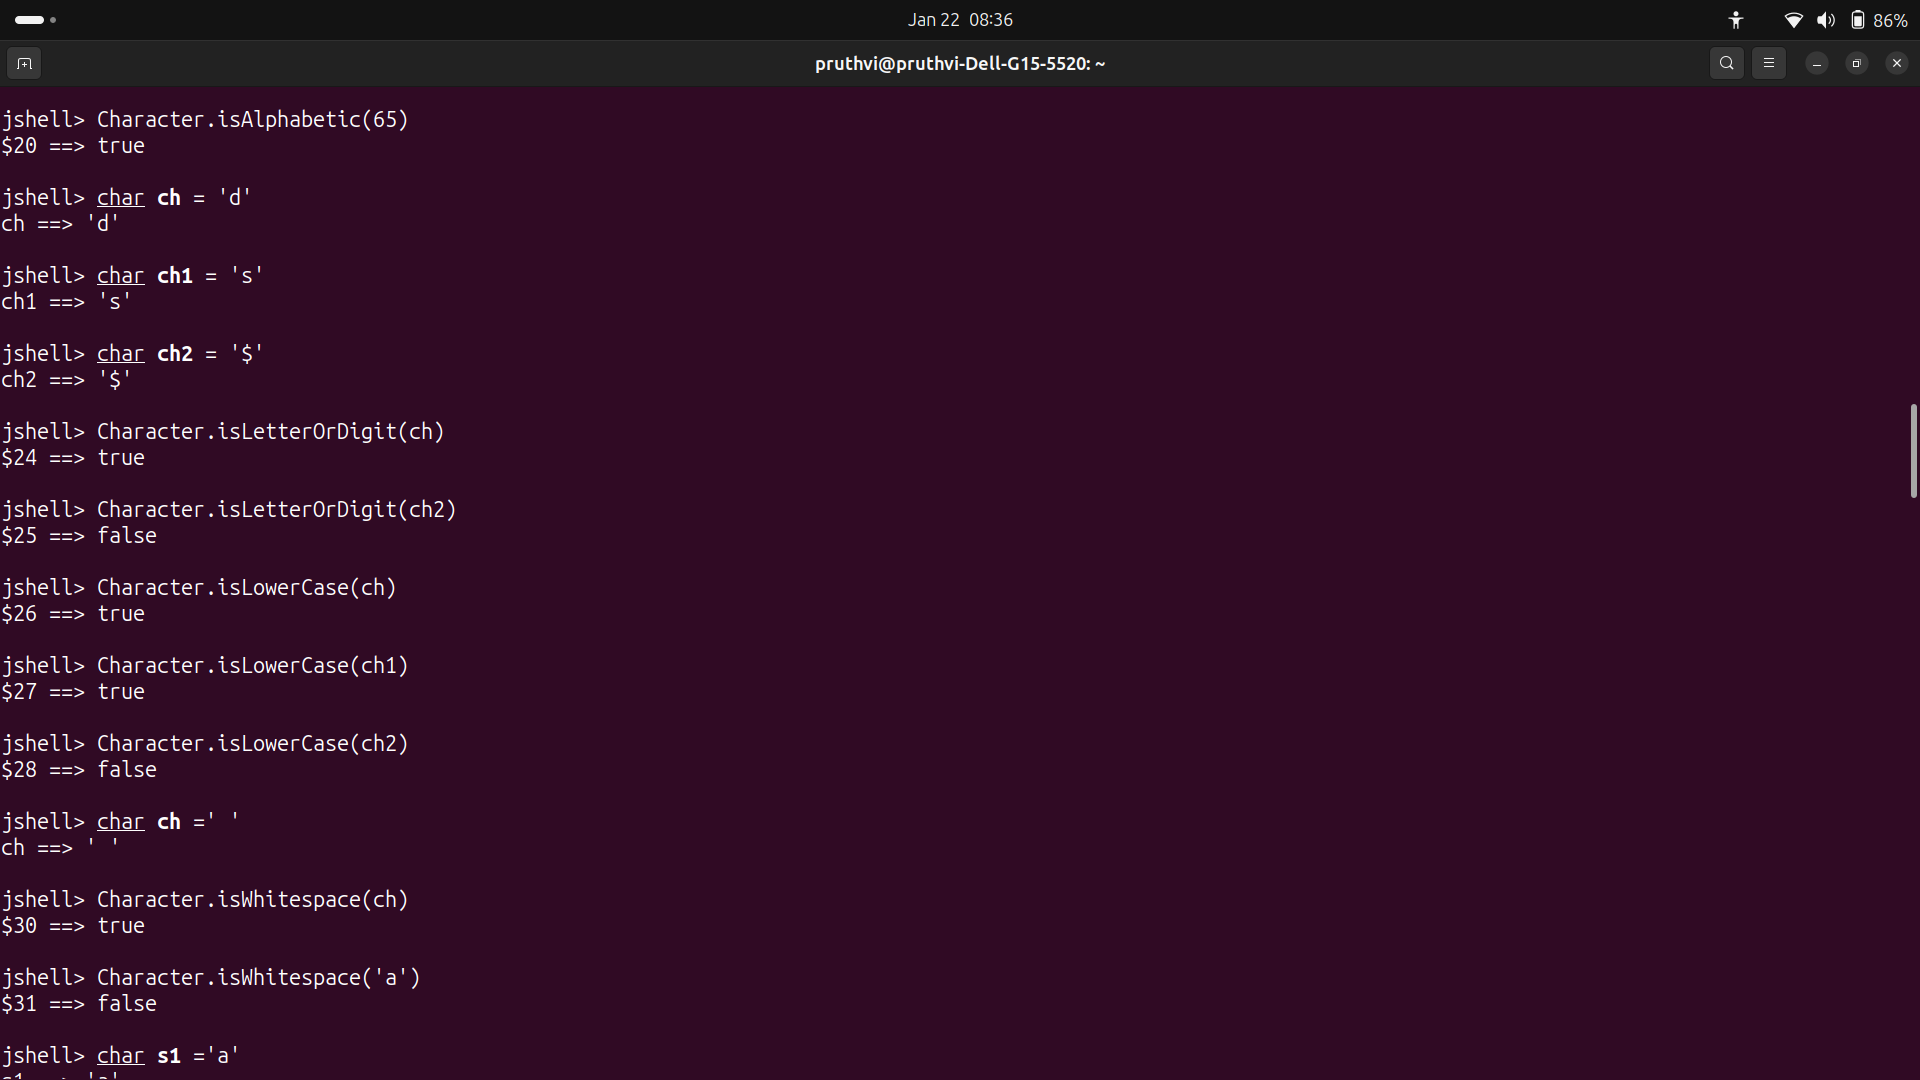 Jan 22 08:36
86%
pruthvi@pruthvi-Dell-G15-5520: ~
jshell> Character.isAlphabetic(65)
$20 ==> true
jshell> char ch = 'd'
ch ==> 'd'
jshell> char ch1 = 's'
ch1 ==> 's'
jshell> char ch2 = '$'
ch2 ==> '$'
jshell> Character.isLetterOrDigit(ch)
$24 ==> true
jshell> Character.isLetterOrDigit(ch2)
$25 ==> false
jshell> Character.isLowerCase(ch)
$26 ==> true
jshell> Character.isLowerCase(ch1)
$27 ==> true
jshell> Character.isLowerCase(ch2)
$28 ==> false
jshell> char ch =' '
ch ==> ' '
jshell> Character.isWhitespace(ch)
$30 ==> true
jshell> Character.isWhitespace('a')
$31 ==> false
jshell> char s1 ='a'